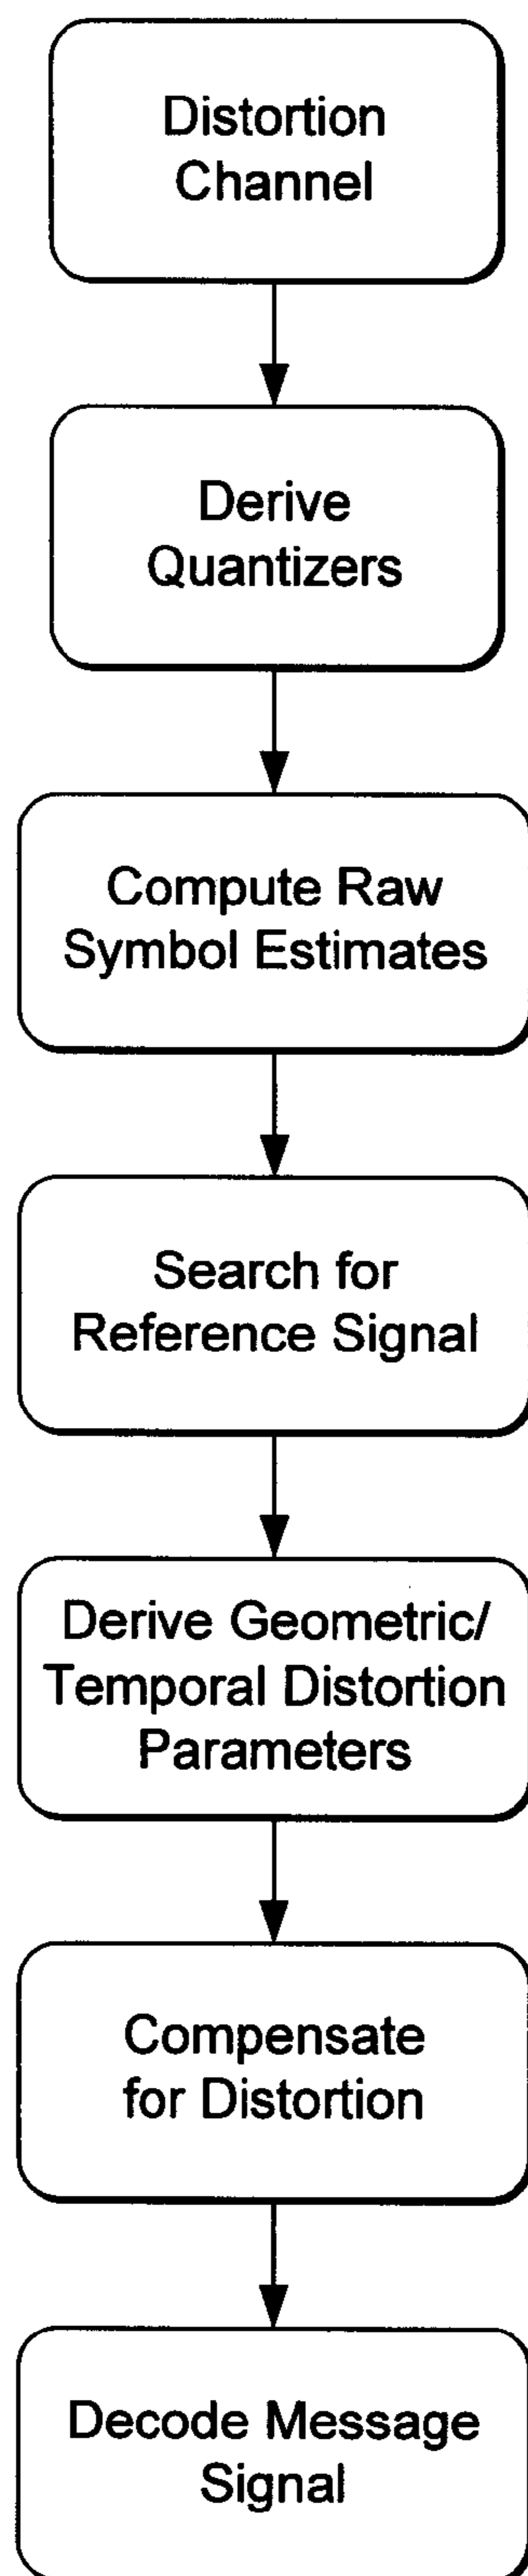 Distortion
Channel
Derive
Quantizers
Compute Raw
Symbol Estimates
Search for
Reference Signal
Derive Geometric/
Temporal Distortion
Parameters
Compensate
for Distortion
Decode Message
Signal